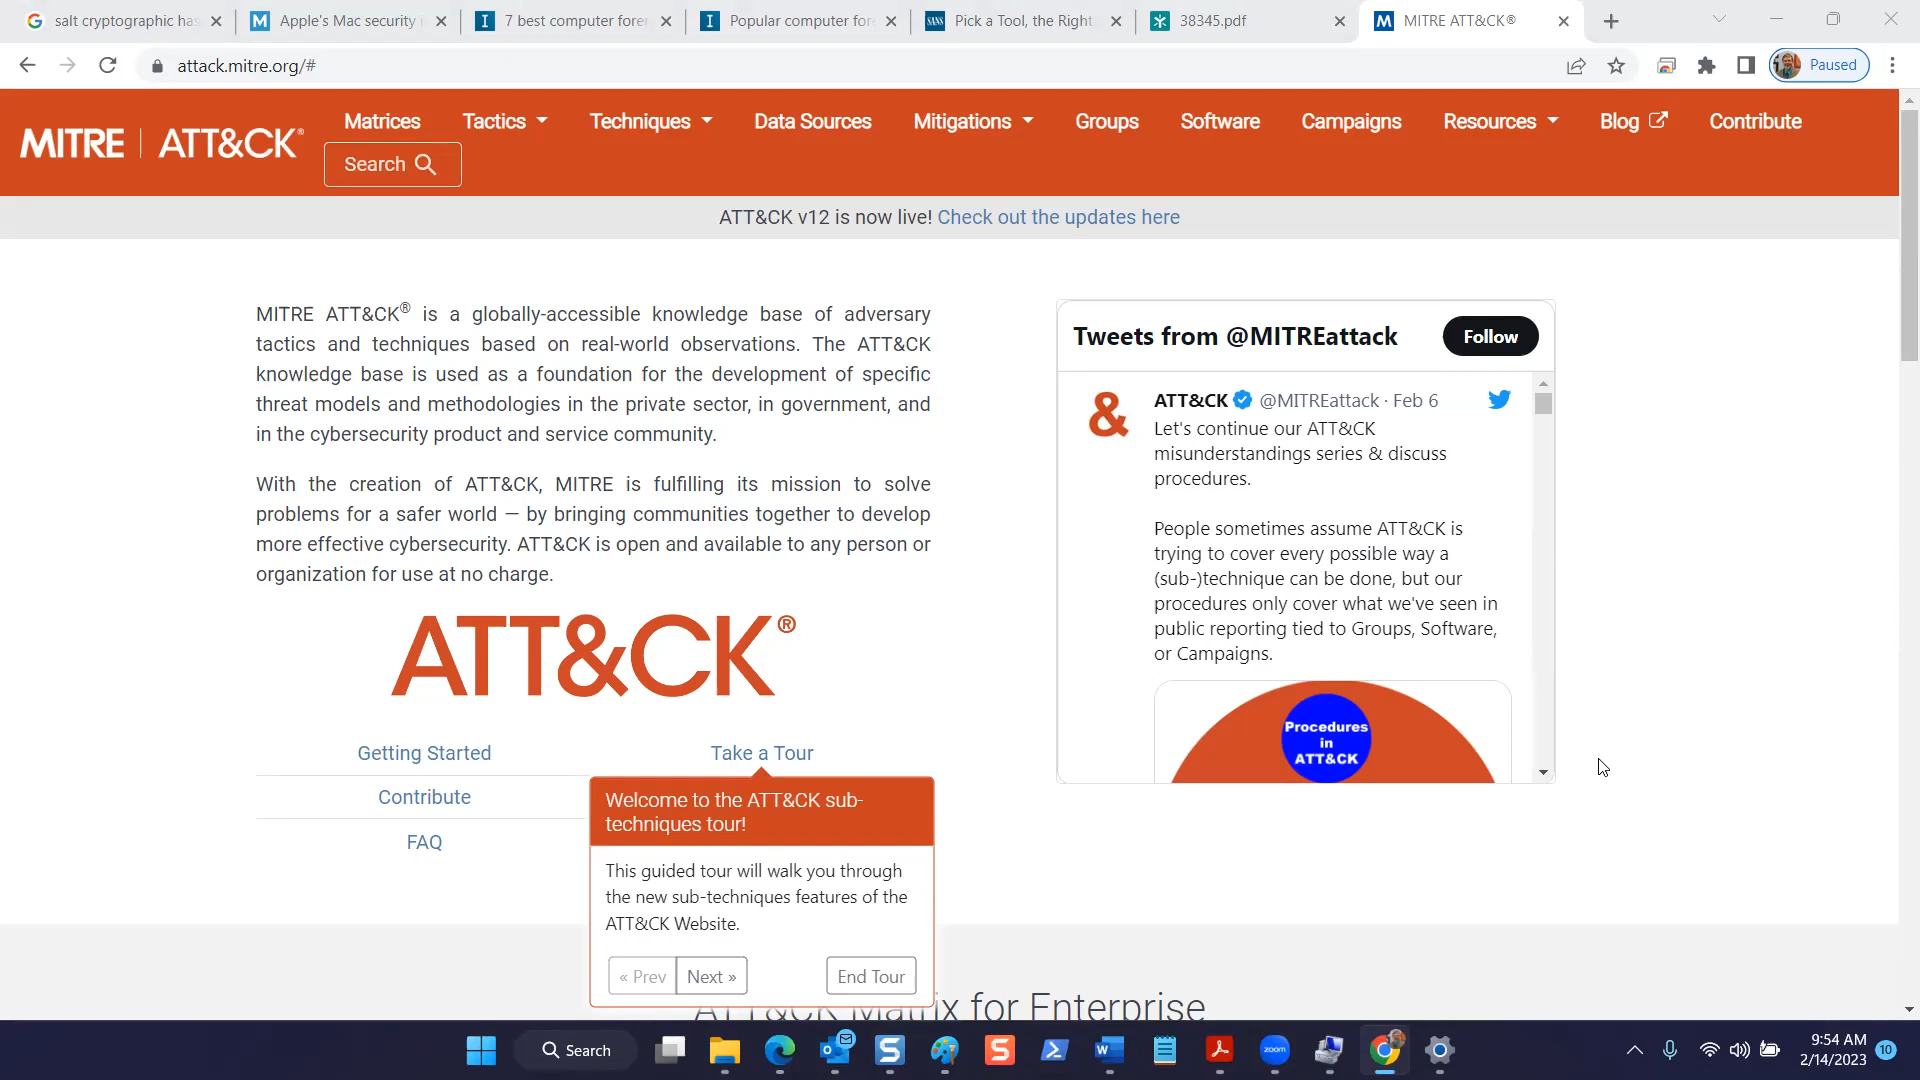 salt cryptographic has
Apple's Mac security
7 best computer foren
Popular computer fore
SANS
Pick a Tool, the Right
38345.pdf
MITRE ATT&CK®
attack.mitre.org/#
Paused
MITRE | ATT&CK®
Matrices
Tactics
Techniques
Data Sources
Mitigations
Groups
Software
Campaigns
Resources
Blog
Contribute
Search
ATT&CK v12 is now live! Check out the updates here
MITRE ATT&CK® is a globally-accessible knowledge base of adversary
tactics and techniques based on real-world observations. The ATT&CK
knowledge base is used as a foundation for the development of specific
threat models and methodologies in the private sector, in government, and
in the cybersecurity product and service community.
With the creation of ATT&CK, MITRE is fulfilling its mission to solve
problems for a safer world — by bringing communities together to develop
more effective cybersecurity. ATT&CK is open and available to any person or
organization for use at no charge.
ATT&CK®
Getting Started
Take a Tour
Contribute
FAQ
Welcome to the ATT&CK sub-
techniques tour!
This guided tour will walk you through
the new sub-techniques features of the
ATT&CK Website.
« Prev
Next »
End Tour
Tweets from @MITREattack
Follow
&
ATT&CK @MITREattack · Feb 6
Let's continue our ATT&CK
misunderstandings series & discuss
procedures.
People sometimes assume ATT&CK is
trying to cover every possible way a
(sub-)technique can be done, but our
procedures only cover what we've seen in
public reporting tied to Groups, Software,
or Campaigns.
Procedures
in
ATT&CK
ATT&CK Matrix for Enterprise
Search
zoom
9:54 AM
2/14/2023
10